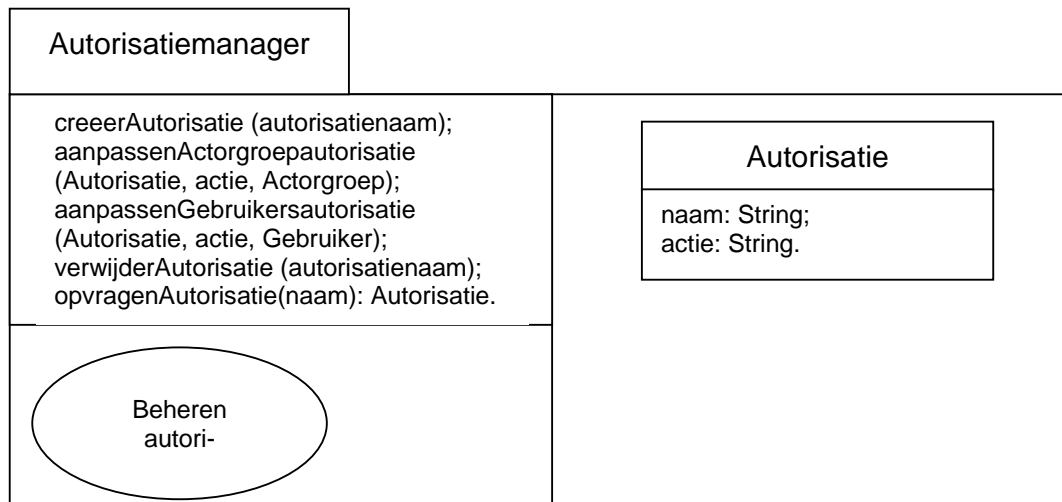 Autorisatiemanager
creeerAutorisatie (autorisatienaam);
aanpassenActorgroepautorisatie
(Autorisatie, actie, Actorgroep);
aanpassenGebruikersautorisatie
(Autorisatie, actie, Gebruiker);
verwijderAutorisatie (autorisatienaam);
opvragenAutorisatie(naam): Autorisatie.
Autorisatie
naam: String;
actie: String.
Beheren
autori-